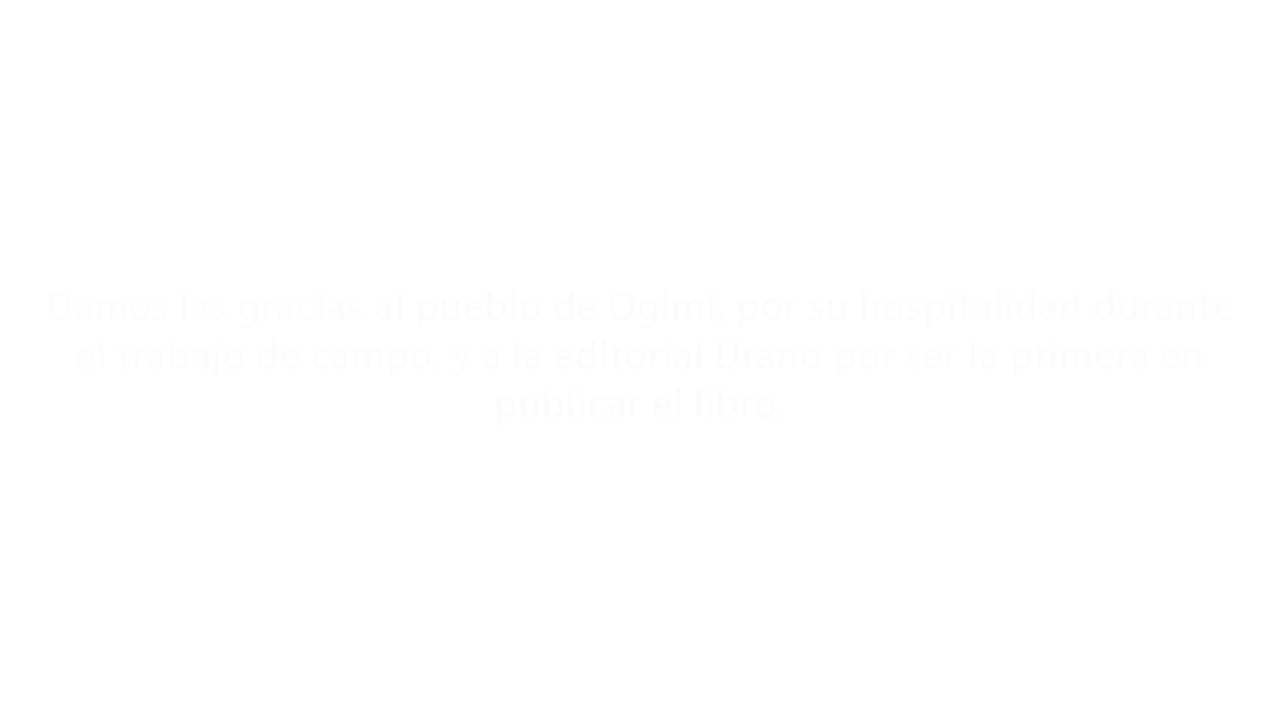 Damos las gracias al pueblo de Ogimi, por su hospitalidad durante
el trabajo de campo, y a la editorial Urano por ser la primera en
publicar el libro.